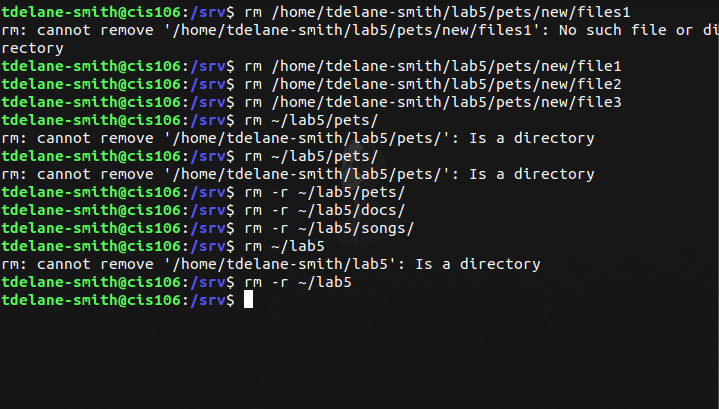 tdelane-smith@cis106:/srv$ rm /home/tdelane-smith/lab5/pets/new/files1
rm: cannot remove '/home/tdelane-smith/lab5/pets/new/files1': No such file or di
rectory
tdelane-smith@cis106:/srv$ rm /home/tdelane-smith/lab5/pets/new/file1
tdelane-smith@cis106:/srv$ rm /home/tdelane-smith/lab5/pets/new/file2
tdelane-smith@cis106:/srv$ rm /home/tdelane-smith/lab5/pets/new/file3
tdelane-smith@cis106:/srv$ rm ~/lab5/pets/
rm: cannot remove '/home/tdelane-smith/lab5/pets/': Is a directory
tdelane-smith@cis106:/srv$ rm ~/lab5/pets/
rm: cannot remove '/home/tdelane-smith/lab5/pets/': Is a directory
tdelane-smith@cis106:/srv$ rm -r ~/lab5/pets/
tdelane-smith@cis106:/srv$ rm -r ~/lab5/docs/
tdelane-smith@cis106:/srv$ rm -r ~/lab5/songs/
tdelane-smith@cis106:/srv$ rm ~/lab5
rm: cannot remove '/home/tdelane-smith/lab5': Is a directory
tdelane-smith@cis106:/srv$ rm -r ~/lab5
tdelane-smith@cis106:/srv$